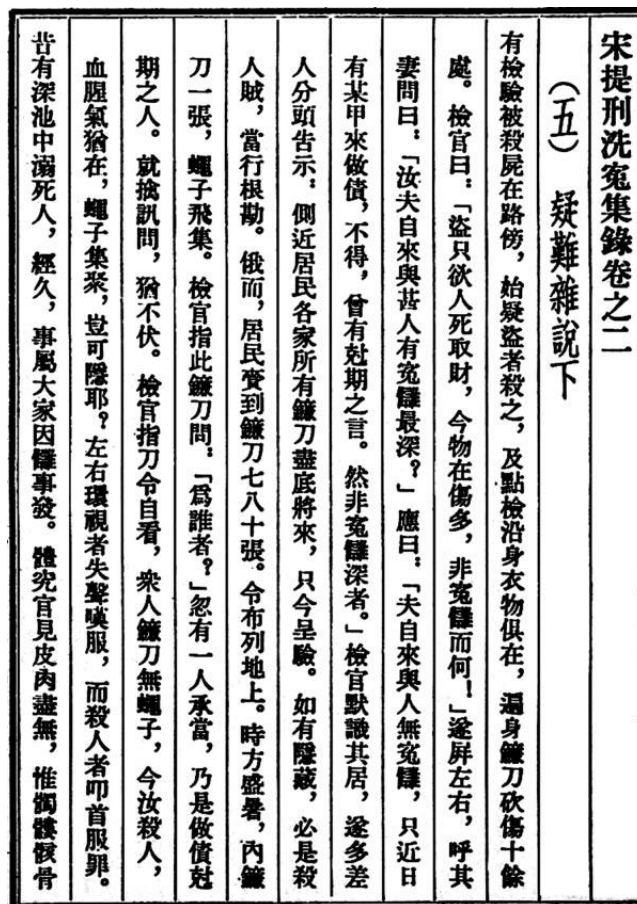 宋提刑洗冤集錄卷之二
（五）　疑難雜說下
有檢驗被殺屍在路傍，始疑盜者殺之，及點檢沿身衣物俱在，遍身鐮刀砍傷十餘
處。檢官曰：「盜只欲人死取財，今物在傷多，非冤讎而何！」遂屏左右，呼其
妻問曰：「汝夫自來與甚人有冤讎最深？」應曰：「夫自來與人無冤讎，只近日
有某甲來做債，不得，曾有尅期之言。然非冤讎深者。」檢官默識其居，遂多差
人分頭告示：側近居民各家所有鐮刀盡底將來，只今呈驗。如有隱藏，必是殺
人賊，當行根勘。俄而，居民賫到鐮刀七八十張。令布列地上。時方盛暑，內鐮
刀一張，蠅子飛集。檢官指此鐮刀問：「爲誰者？」忽有一人承當，乃是做債尅
期之人。就擒訊問，猶不伏。檢官指刀令自看，衆人鐮刀無蠅子，今汝殺人，
血腥氣猶在，蠅子集聚，豈可隱耶？左右環視者失聲嘆服，而殺人者叩首服罪。
昔有深池中溺死人，經久，事屬大家因讎事發。體究官見皮肉盡無，惟髑髏骸骨